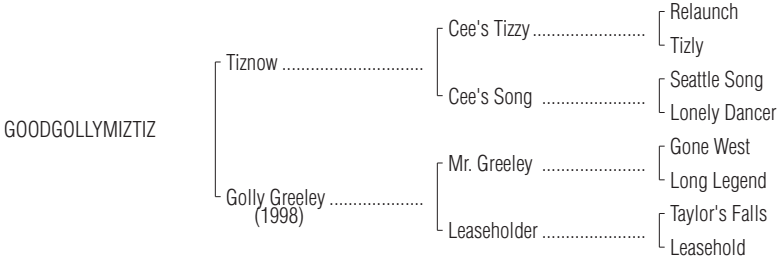 Relaunch
Cee's Tizzy ........................
Tizly
Tiznow ..............................
Seattle Song
Cee's Song ......................
Lonely Dancer
GOODGOLLYMIZTIZ
Gone West
Mr. Greeley ......................
Long Legend
Golly Greeley ....................
(1998)
Taylor's Falls
Leaseholder ......................
Leasehold